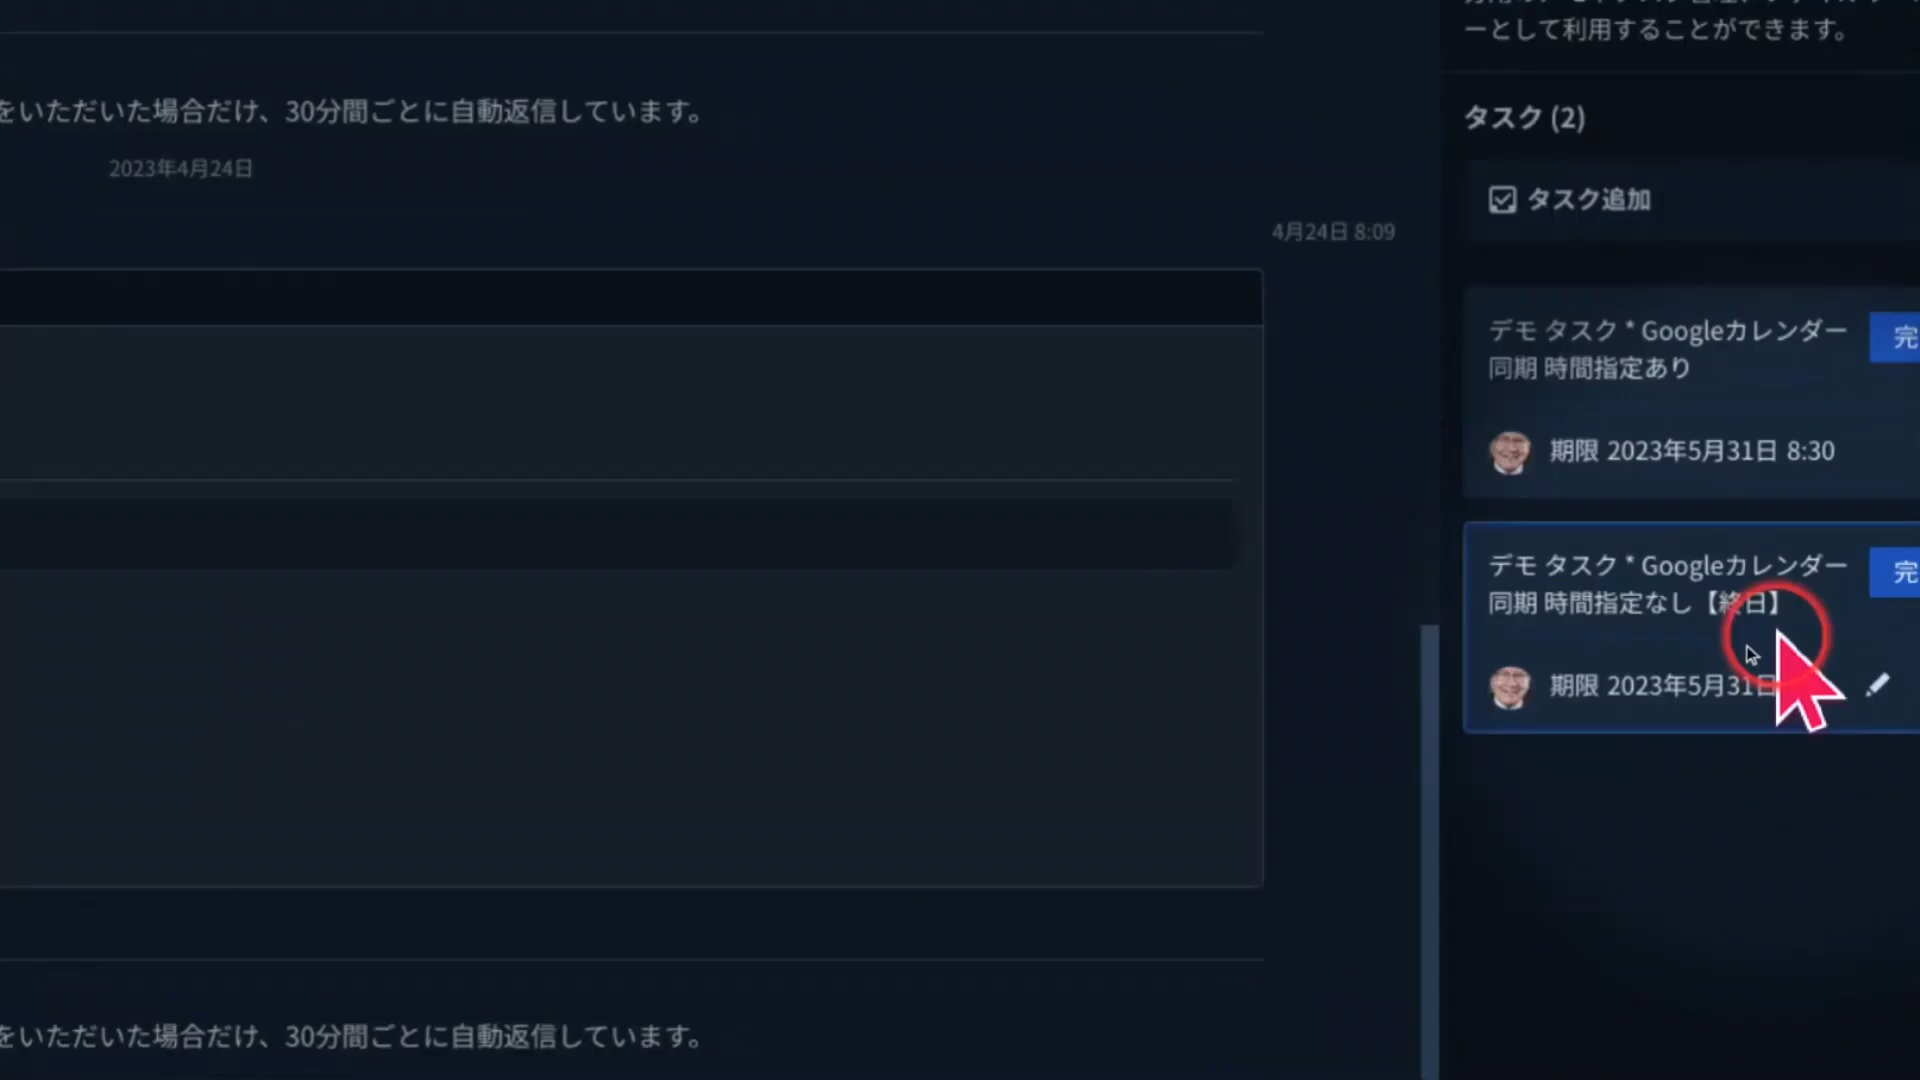 ーとして利用することができます。
をいただいた場合だけ、30分間ごとに自動返信しています。
2023年4月24日
4月24日 8:09
タスク (2)
タスク追加
デモ タスク * Googleカレンダー
同期 時間指定あり
完
期限 2023年5月31日 8:30
デモ タスク * Googleカレンダー
同期 時間指定なし【終日】
完
期限 2023年5月31日
をいただいた場合だけ、30分間ごとに自動返信しています。